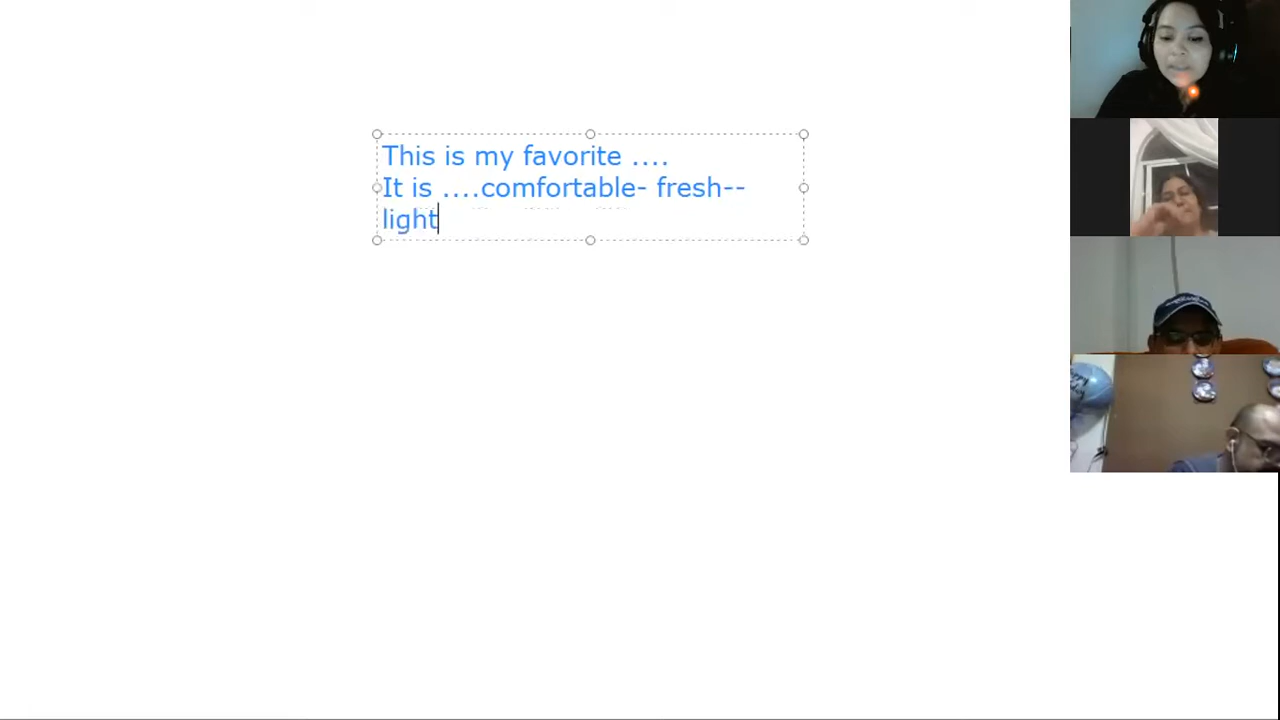 This is my favorite ....
It is ....comfortable- fresh--
light